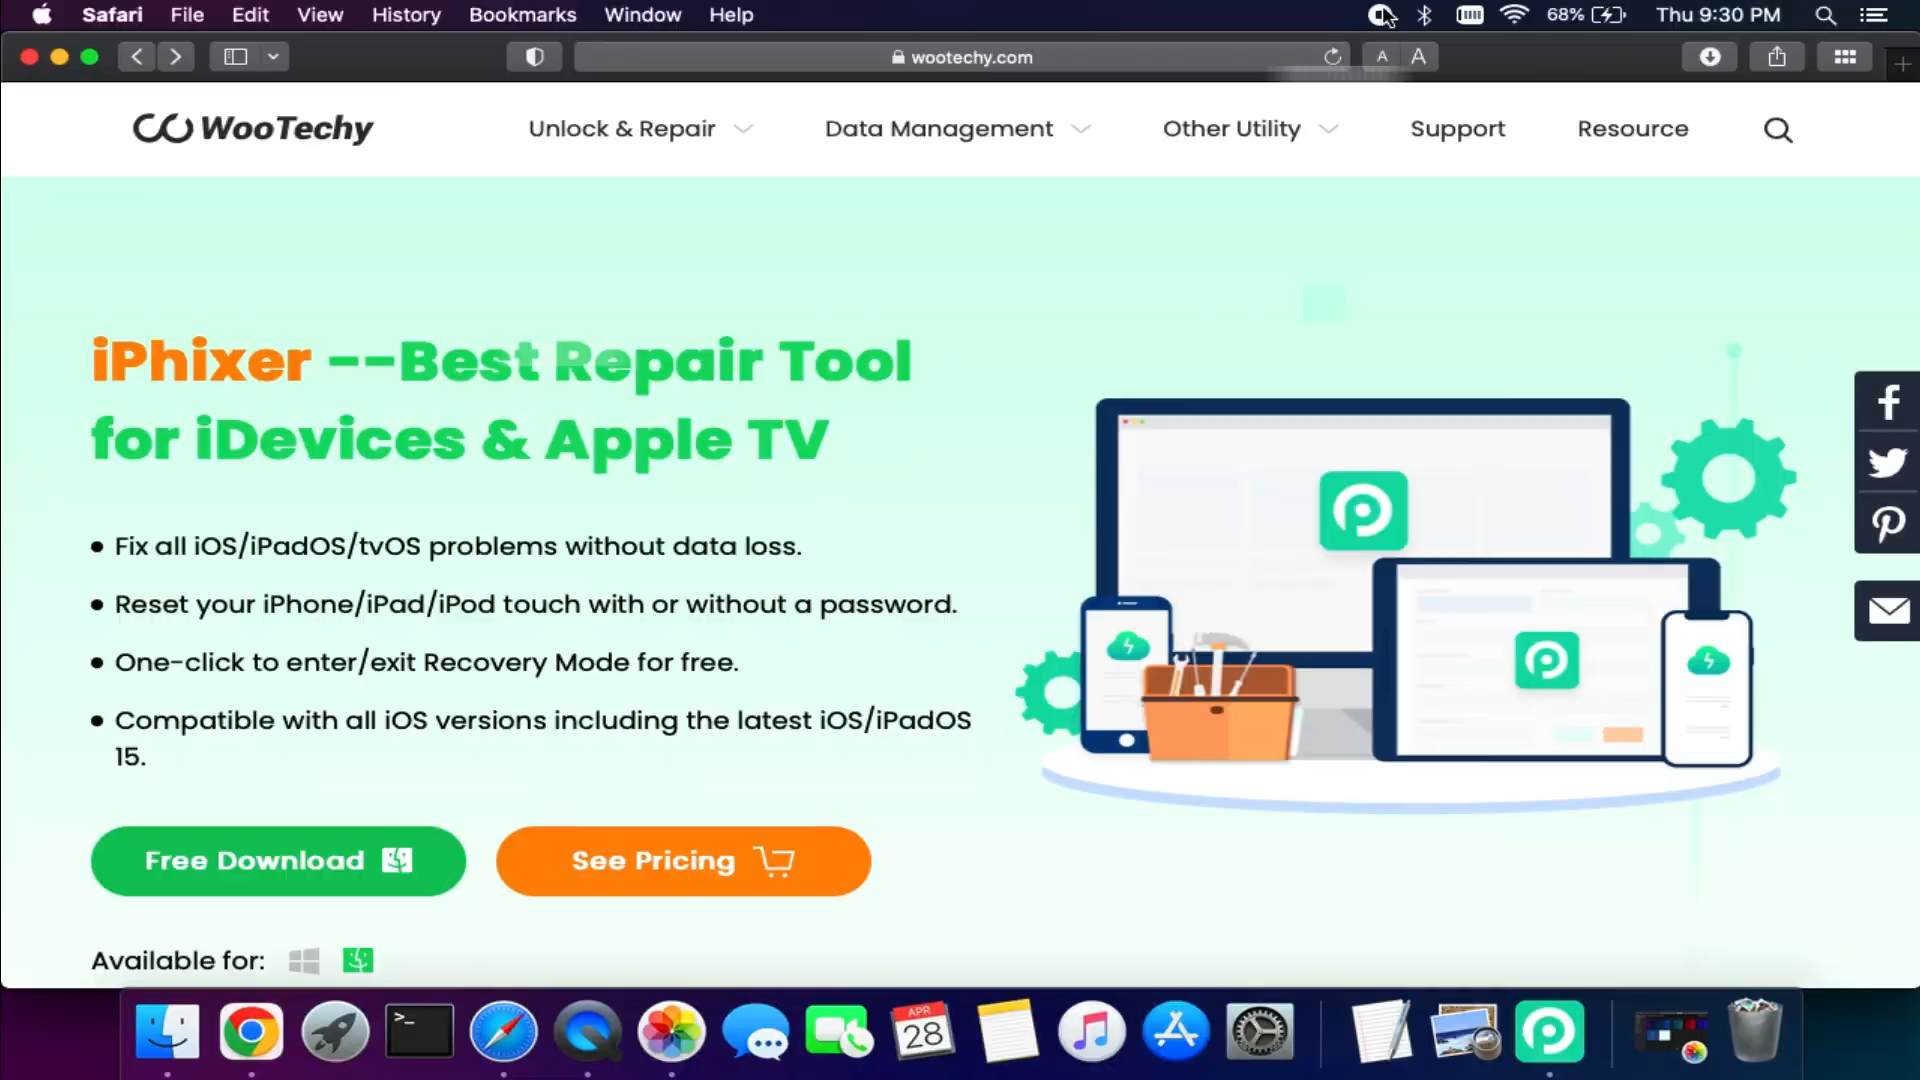 Safari File Edit View History Bookmarks Window Help 68% Thu 9:30 PM
wootechy.com A A
WooTechy Unlock & Repair Data Management Other Utility Support Resource
iPhixer --Best Repair Tool
for iDevices & Apple TV
• Fix all iOS/iPadOS/tvOS problems without data loss.
• Reset your iPhone/iPad/iPod touch with or without a password.
• One-click to enter/exit Recovery Mode for free.
• Compatible with all iOS versions including the latest iOS/iPadOS
15.
Free Download See Pricing
Available for:
APR
28